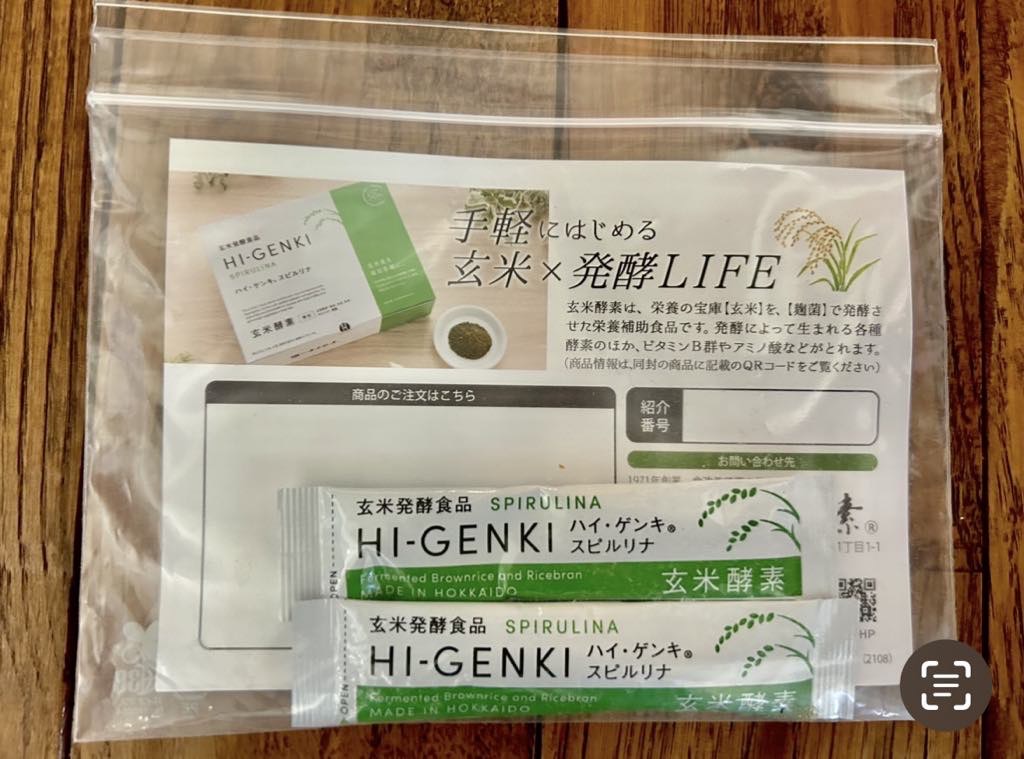 手軽にはじめる
玄米×発酵LIFE
玄米酵素は、栄養の宝庫【玄米】を、【麹菌】で発酵さ
せた栄養補助食品です。発酵によって生まれる各種
酵素のほか、ビタミンB群やアミノ酸などがとれます。
(商品情報は、同封の商品に記載のQRコードをご覧ください)
玄米発酵食品
HI-GENKI
SPIRULINA
ハイ・ゲンキ、スピルリナ
玄米酵素
商品のご注文はこちら
紹介
番号
お問い合わせ先
1971年創業
素®
1丁目1-1
HP
(2108)
玄米発酵食品 SPIRULINA
HI-GENKI ハイ・ゲンキ®
スピルリナ
OPEN
Fermented Brownrice and Ricebran
MADE IN HOKKAIDO
玄米酵素
玄米発酵食品 SPIRULINA
HI-GENKI ハイ・ゲンキ®
スピルリナ
OPEN
Fermented Brownrice and Ricebran
MADE IN HOKKAIDO
玄米酵素